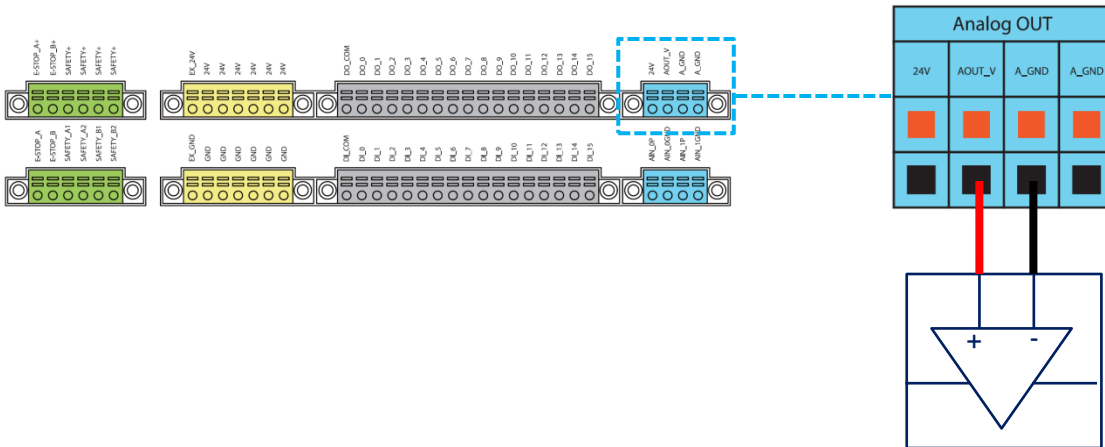 E-STOP_A+
E-STOP_B+
SAFETY+
SAFETY+
SAFETY+
SAFETY+
EX_24V
24V
24V
24V
24V
24V
24V
DO_COM
DO_0
DO_1
DO_2
DO_3
DO_4
DO_5
DO_6
DO_7
DO_8
DO_9
DO_10
DO_11
DO_12
DO_13
DO_14
DO_15
24V
AOUT_V
A_GND
A_GND
E-STOP_A
E-STOP_B
SAFETY_A1
SAFETY_A2
SAFETY_B1
SAFETY_B2
EX_GND
GND
GND
GND
GND
GND
GND
DI_COM
DI_0
DI_1
DI_2
DI_3
DI_4
DI_5
DI_6
DI_7
DI_8
DI_9
DI_10
DI_11
DI_12
DI_13
DI_14
DI_15
AIN_0P
AIN_0GND
AIN_1P
AIN_1GND
Analog OUT
24V AOUT_V A_GND A_GND
+ -